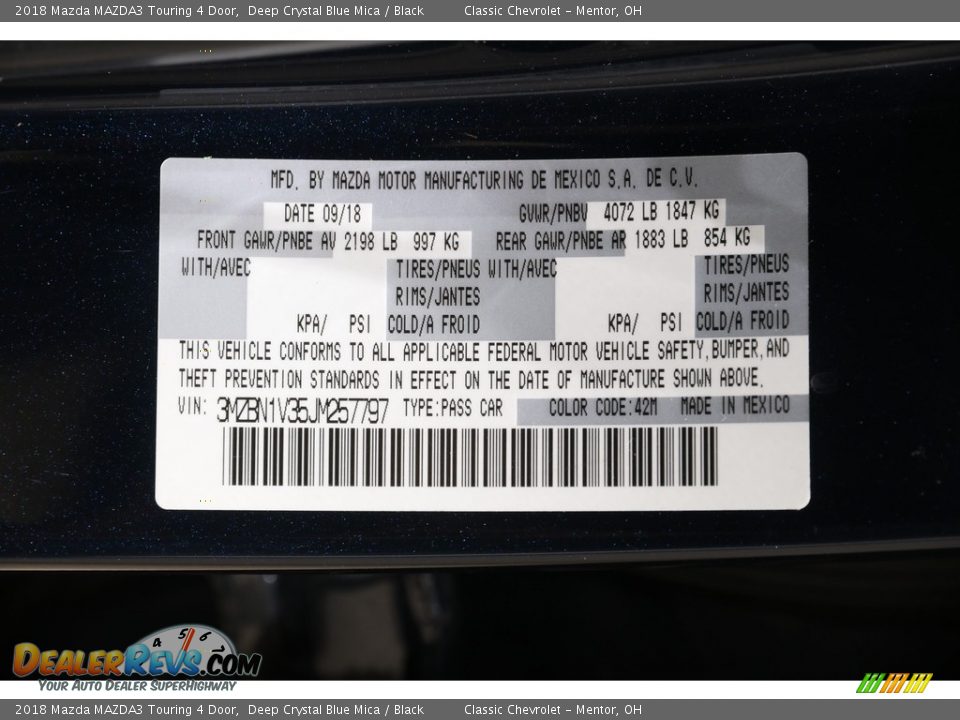 2018 Mazda MAZDA3 Touring 4 Door, Deep Crystal Blue Mica / Black Classic Chevrolet - Mentor, OH
MFD. BY MAZDA MOTOR MANUFACTURING DE MEXICO S.A. DE C.V.
DATE 09/18 GVWR/PNBV 4072 LB 1847 KG
FRONT GAWR/PNBE AV 2198 LB 997 KG REAR GAWR/PNBE AR 1883 LB 854 KG
WITH/AVEC TIRES/PNEUS WITH/AVEC TIRES/PNEUS
RIMS/JANTES RIMS/JANTES
KPA/ PSI COLD/A FROID KPA/ PSI COLD/A FROID
THIS VEHICLE CONFORMS TO ALL APPLICABLE FEDERAL MOTOR VEHICLE SAFETY,BUMPER,AND
THEFT PREVENTION STANDARDS IN EFFECT ON THE DATE OF MANUFACTURE SHOWN ABOVE.
VIN: 3MZBN1V35JM257797 TYPE:PASS CAR COLOR CODE:42M MADE IN MEXICO
4 5 6
DEALERREVS.COM
YOUR AUTO DEALER SUPERHIGHWAY
2018 Mazda MAZDA3 Touring 4 Door, Deep Crystal Blue Mica / Black Classic Chevrolet - Mentor, OH